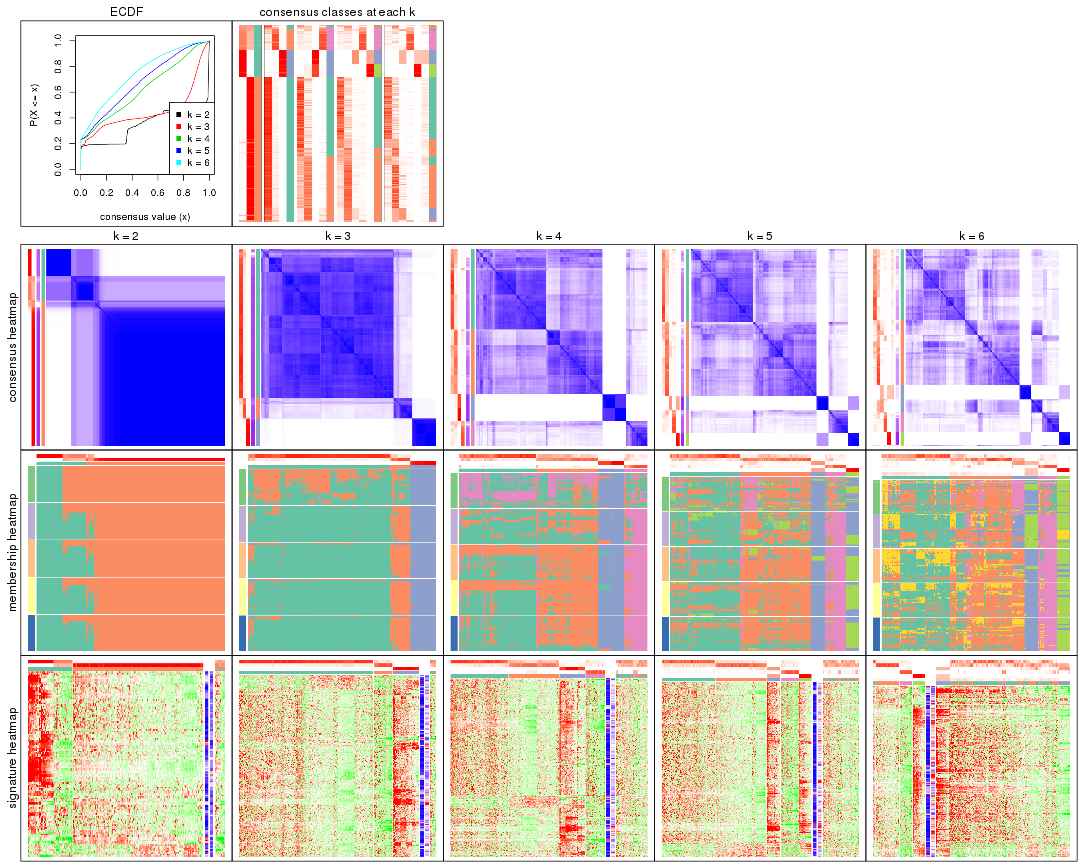 ECDF
consensus classes at each k
P(X <= x)
0.0 0.2 0.4 0.6 0.8 1.0
k = 2
k = 3
k = 4
k = 5
k = 6
0.0 0.2 0.4 0.6 0.8 1.0
consensus value (x)
k = 2
k = 3
k = 4
k = 5
k = 6
consensus heatmap
membership heatmap
signature heatmap